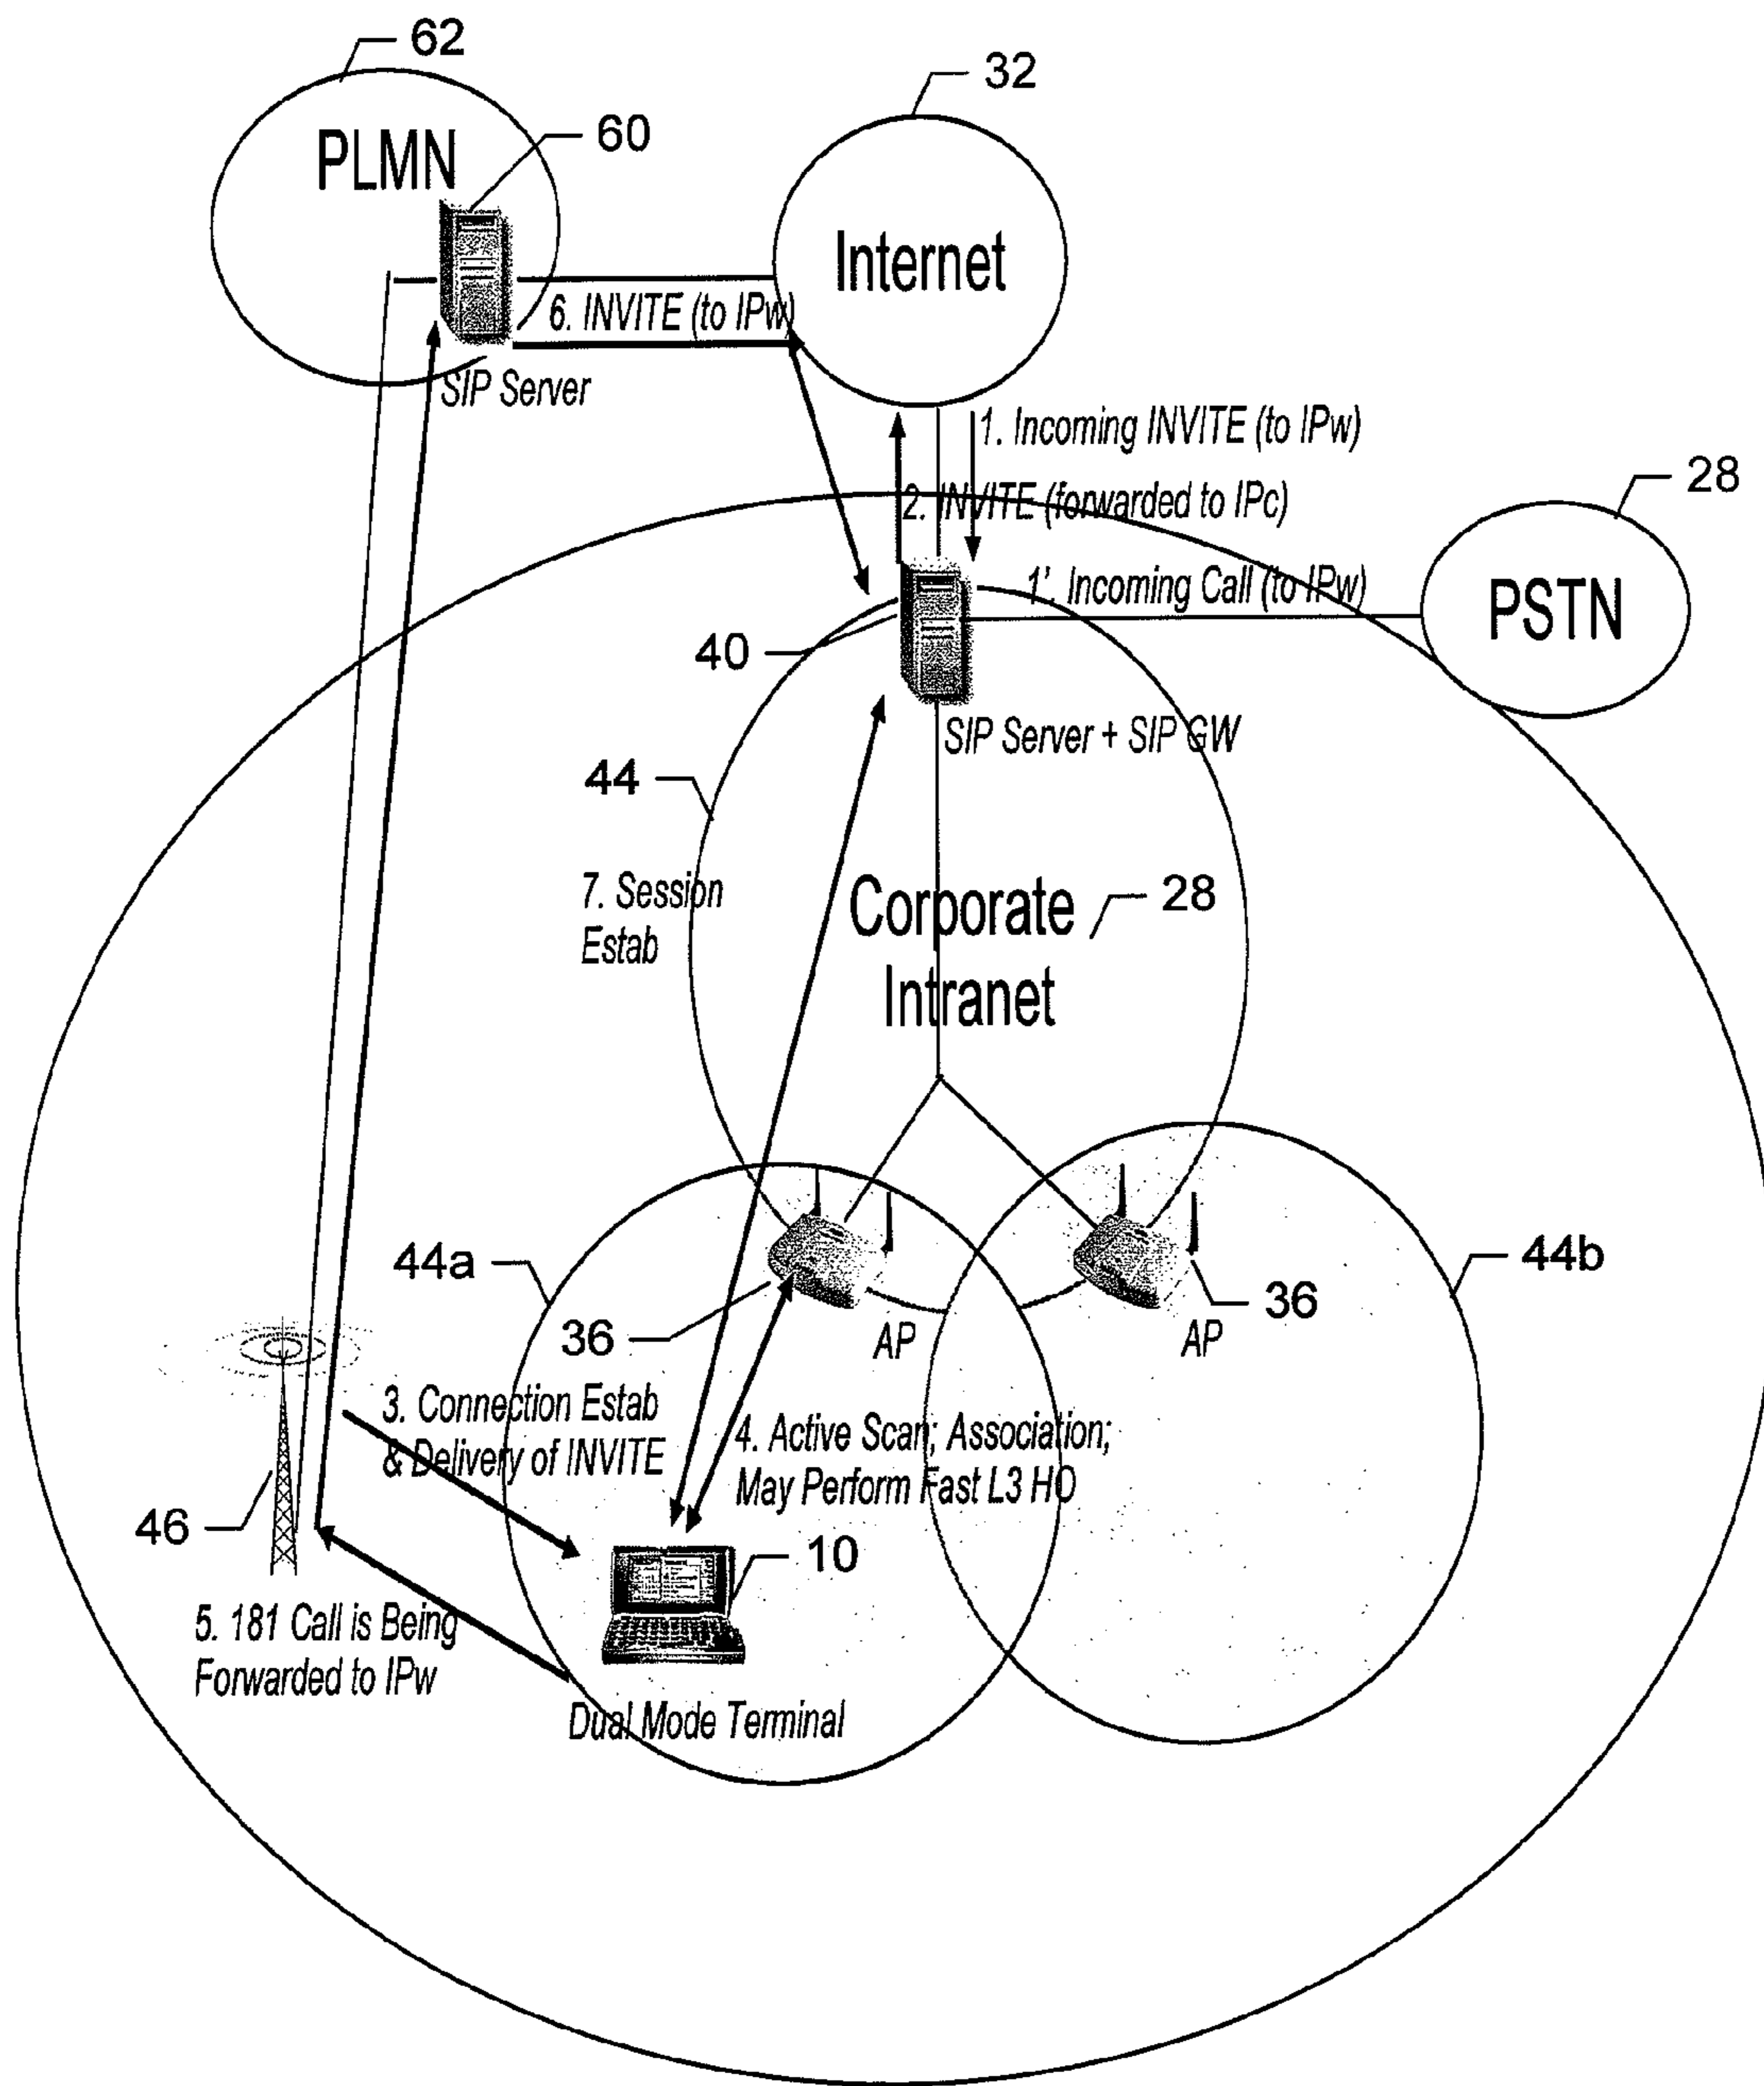 62
32
PLMN
60
Internet
6. INVITE (to IPw)
SIP Server
1. Incoming INVITE (to IPw)
28
2. INVITE (forwarded to IPc)
1'. Incoming Call (to IPw)
PSTN
40
SIP Server + SIP GW
44
7. Session
Estab
Corporate
28
Intranet
44a
44b
36
AP
36
AP
3. Connection Estab
& Delivery of INVITE
4. Active Scan; Association;
May Perform Fast L3 HO
46
10
5. 181 Call is Being
Forwarded to IPw
Dual Mode Terminal